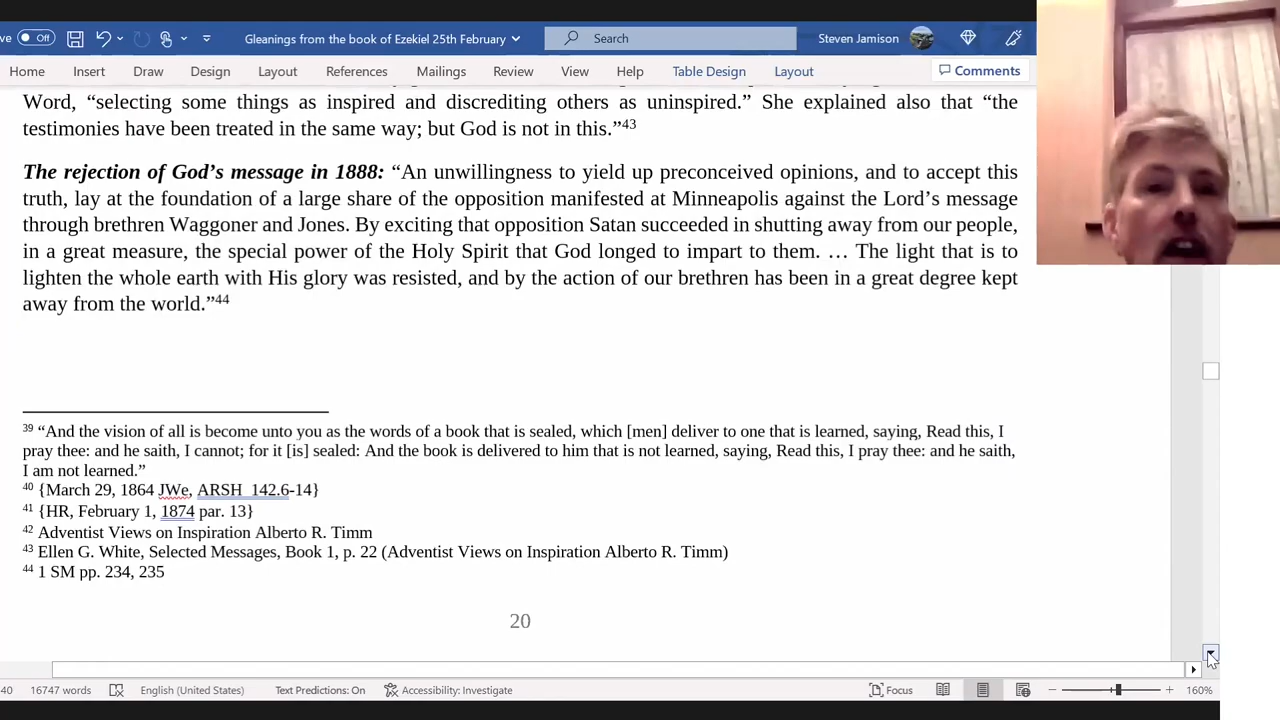 ve Off Gleanings from the book of Ezekiel 25th February Search Steven Jamison
Home Insert Draw Design Layout References Mailings Review View Help Table Design Layout Comments
Word, “selecting some things as inspired and discrediting others as uninspired.” She explained also that “the
testimonies have been treated in the same way; but God is not in this.”43
The rejection of God’s message in 1888: “An unwillingness to yield up preconceived opinions, and to accept this
truth, lay at the foundation of a large share of the opposition manifested at Minneapolis against the Lord’s message
through brethren Waggoner and Jones. By exciting that opposition Satan succeeded in shutting away from our people,
in a great measure, the special power of the Holy Spirit that God longed to impart to them. … The light that is to
lighten the whole earth with His glory was resisted, and by the action of our brethren has been in a great degree kept
away from the world.”44
39 “And the vision of all is become unto you as the words of a book that is sealed, which [men] deliver to one that is learned, saying, Read this, I
pray thee: and he saith, I cannot; for it [is] sealed: And the book is delivered to him that is not learned, saying, Read this, I pray thee: and he saith,
I am not learned.”
40 {March 29, 1864 JWe, ARSH 142.6-14}
41 {HR, February 1, 1874 par. 13}
42 Adventist Views on Inspiration Alberto R. Timm
43 Ellen G. White, Selected Messages, Book 1, p. 22 (Adventist Views on Inspiration Alberto R. Timm)
44 1 SM pp. 234, 235
20
40 16747 words English (United States) Text Predictions: On Accessibility: Investigate Focus 160%